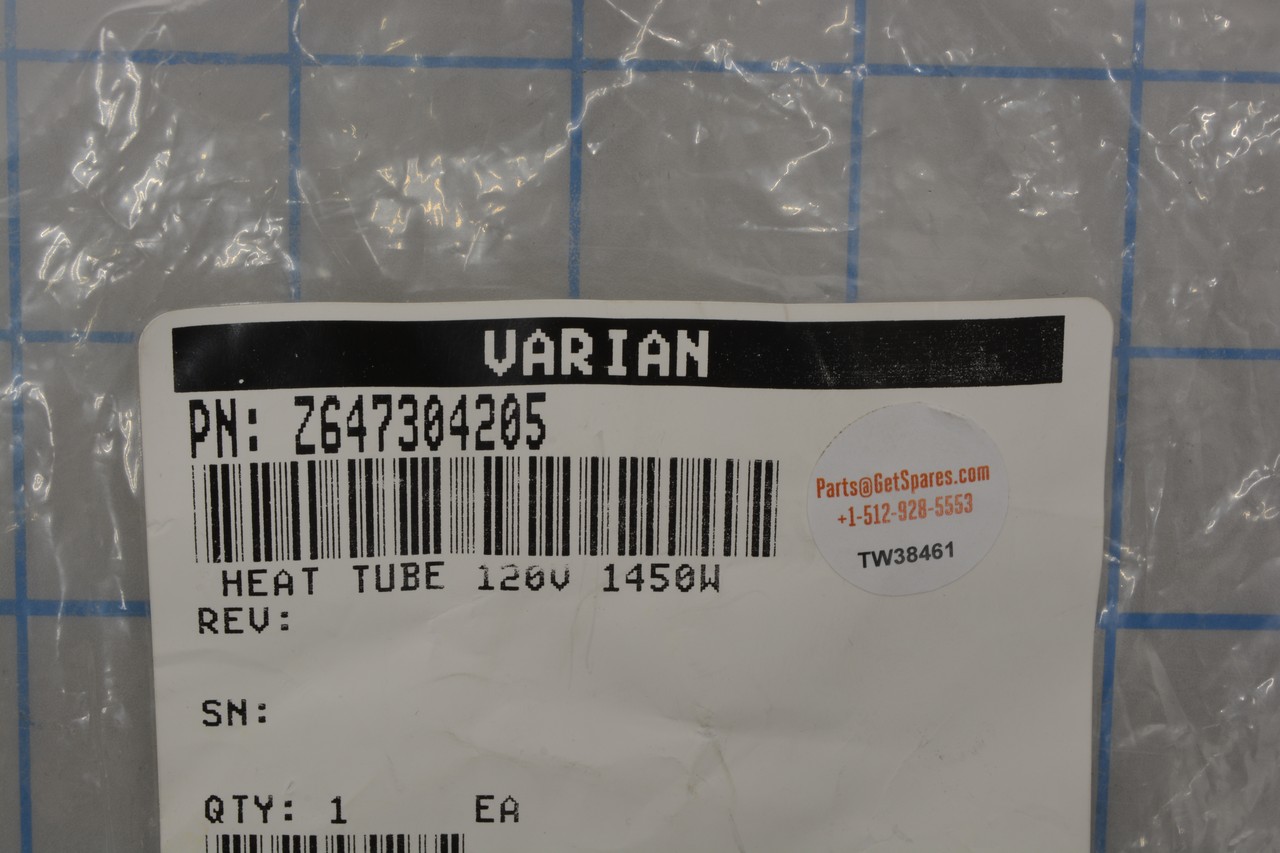 VARIAN
PN: Z647304205
HEAT TUBE 120V 1450W
REV:
SN:
QTY: 1 EA
Parts@GetSpares.com
+1-512-928-5553
TW38461